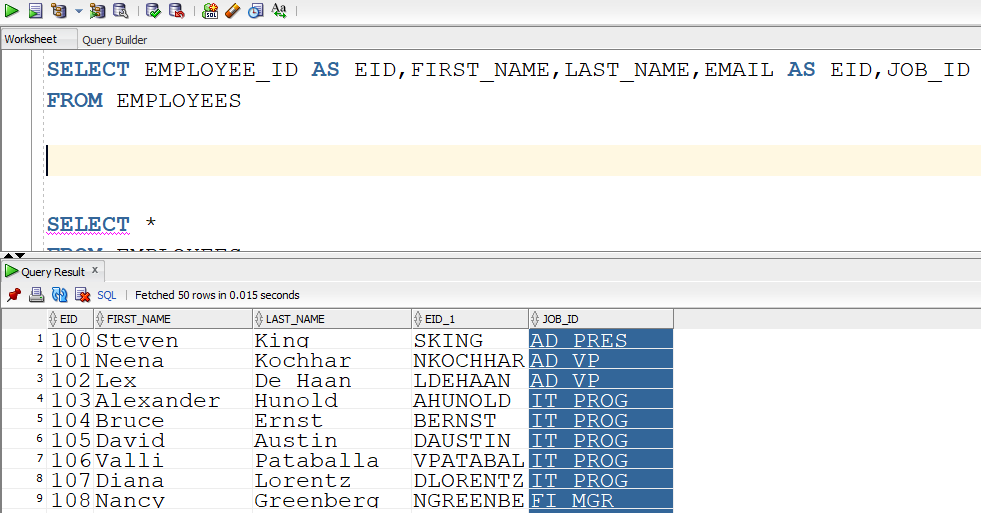 Worksheet Query Builder
SELECT EMPLOYEE_ID AS EID,FIRST_NAME,LAST_NAME,EMAIL AS EID,JOB_ID
FROM EMPLOYEES
SELECT *
FROM EMPLOYEES
Query Result x
SQL | Fetched 50 rows in 0.015 seconds
EID FIRST_NAME LAST_NAME EID_1 JOB_ID
1 100 Steven King SKING AD_PRES
2 101 Neena Kochhar NKOCHHAR AD_VP
3 102 Lex De Haan LDEHAAN AD_VP
4 103 Alexander Hunold AHUNOLD IT_PROG
5 104 Bruce Ernst BERNST IT_PROG
6 105 David Austin DAUSTIN IT_PROG
7 106 Valli Pataballa VPATABAL IT_PROG
8 107 Diana Lorentz DLORENTZ IT_PROG
9 108 Nancy Greenberg NGREENBE FI_MGR